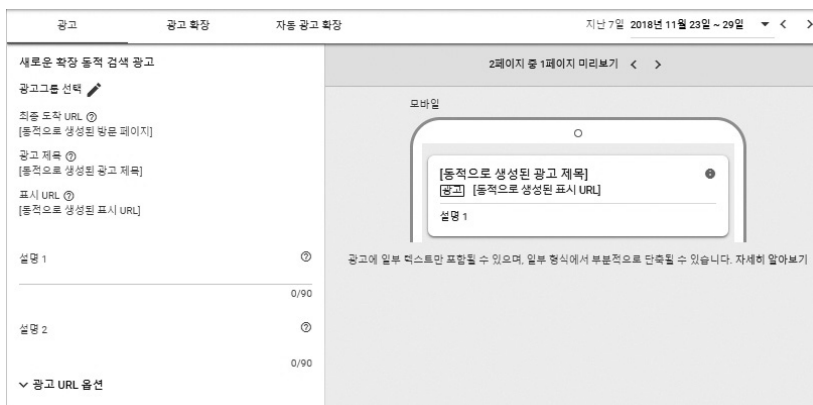 광고 광고 확장 자동 광고 확장 지난 7일 2018년 11월 23일 ~ 29일
새로운 확장 동적 검색 광고
광고그룹 선택
최종 도착 URL
[동적으로 생성된 방문 페이지]
광고 제목
[동적으로 생성된 광고 제목]
표시 URL
[동적으로 생성된 표시 URL]
설명 1
0/90
설명 2
0/90
광고 URL 옵션
2페이지 중 1페이지 미리보기
모바일
[동적으로 생성된 광고 제목]
광고 [동적으로 생성된 표시 URL]
설명 1
광고에 일부 텍스트만 포함될 수 있으며, 일부 형식에서 부분적으로 단축될 수 있습니다. 자세히 알아보기